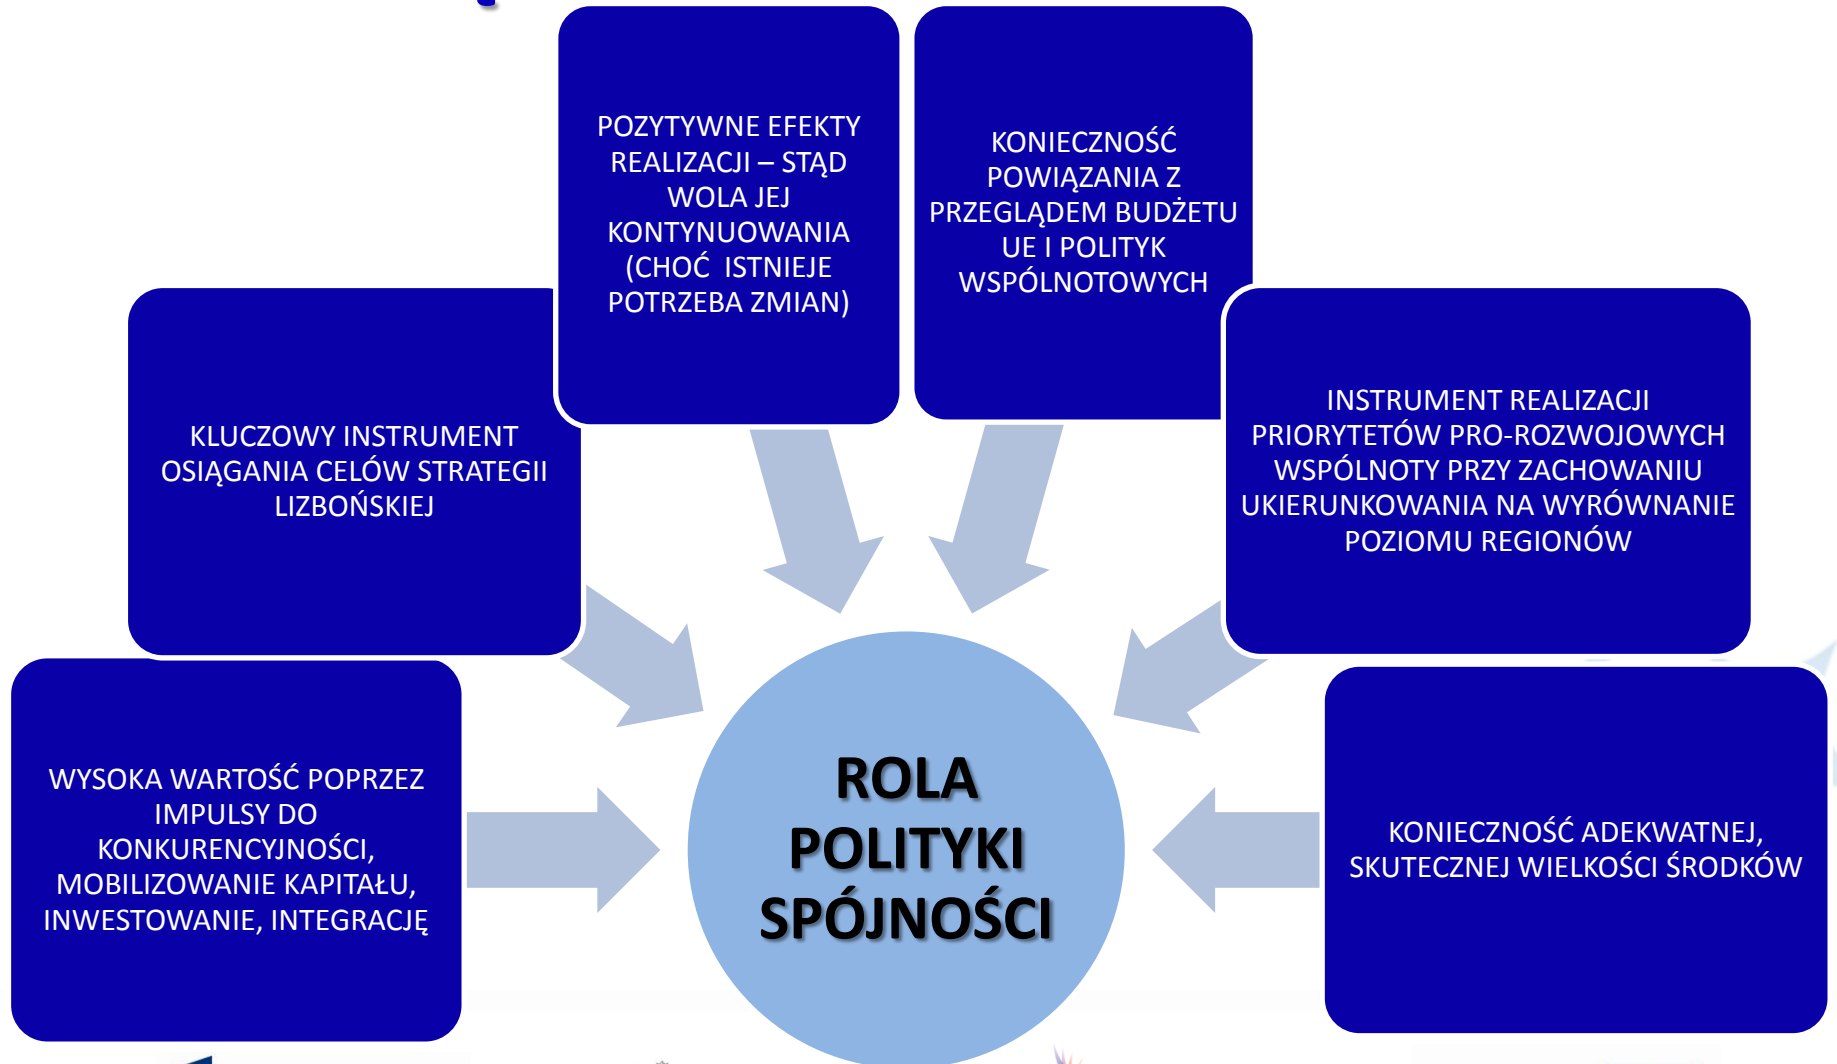 POZYTYWNE EFEKTY
REALIZACJI – STĄD
WOLA JEJ
KONTYNUOWANIA
(CHOĆ ISTNIEJE
POTRZEBA ZMIAN)
KONIECZNOŚĆ
POWIĄZANIA Z
PRZEGLĄDEM BUDŻETU
UE I POLITYK
WSPÓLNOTOWYCH
KLUCZOWY INSTRUMENT
OSIĄGANIA CELÓW STRATEGII
LIZBOŃSKIEJ
INSTRUMENT REALIZACJI
PRIORYTETÓW PRO-ROZWOJOWYCH
WSPÓLNOTY PRZY ZACHOWANIU
UKIERUNKOWANIA NA WYRÓWNANIE
POZIOMU REGIONÓW
WYSOKA WARTOŚĆ POPRZEZ
IMPULSY DO
KONKURENCYJNOŚCI,
MOBILIZOWANIE KAPITAŁU,
INWESTOWANIE, INTEGRACJĘ
ROLA
POLITYKI
SPÓJNOŚCI
KONIECZNOŚĆ ADEKWATNEJ,
SKUTECZNEJ WIELKOŚCI ŚRODKÓW